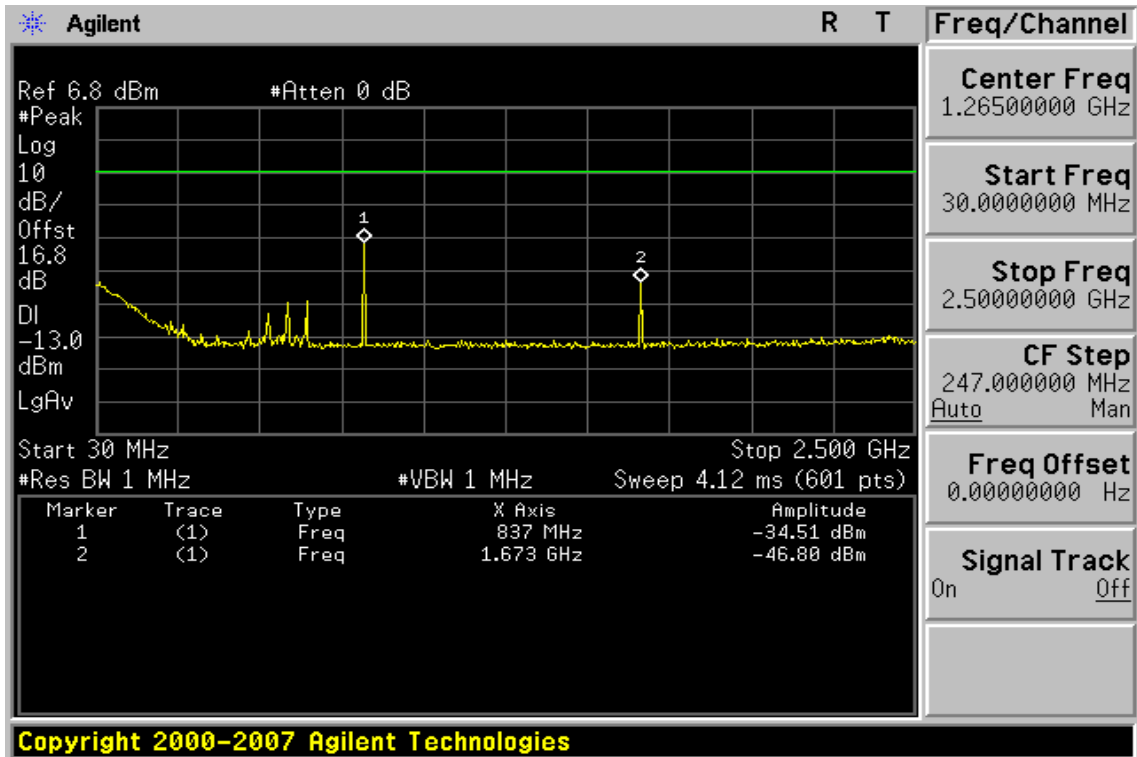 Agilent R T
Ref 6.8 dBm #Atten 0 dB
#Peak
Log
10
dB/
Offst
16.8
dB
DI
-13.0
dBm
LgAv
1
2
Start 30 MHz Stop 2.500 GHz
#Res BW 1 MHz #VBW 1 MHz Sweep 4.12 ms (601 pts)
Marker Trace Type X Axis Amplitude
1 (1) Freq 837 MHz -34.51 dBm
2 (1) Freq 1.673 GHz -46.80 dBm
Freq/Channel
Center Freq
1.26500000 GHz
Start Freq
30.0000000 MHz
Stop Freq
2.50000000 GHz
CF Step
247.000000 MHz
Auto Man
Freq Offset
0.00000000 Hz
Signal Track
On Off
Copyright 2000-2007 Agilent Technologies